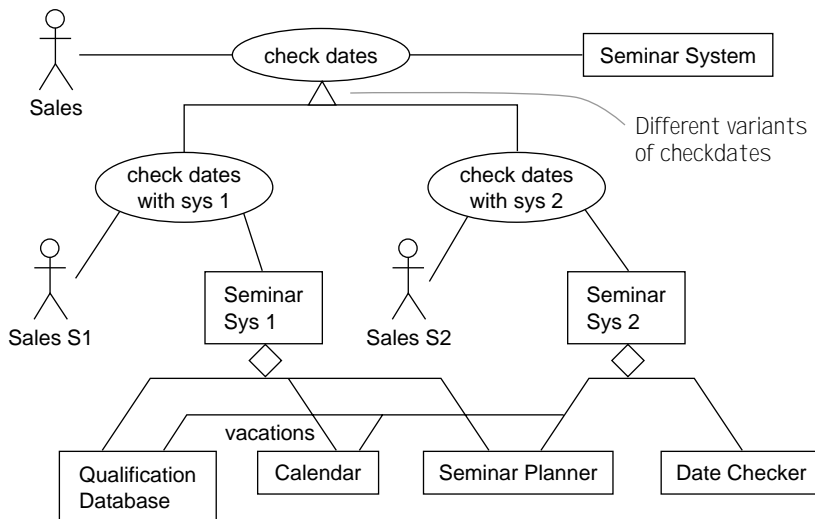 check dates
Seminar System
Sales
Different variants
of checkdates
check dates
with sys 1
check dates
with sys 2
Seminar
Sys 1
Seminar
Sys 2
Sales S1
Sales S2
vacations
Qualification
Database
Calendar
Seminar Planner
Date Checker